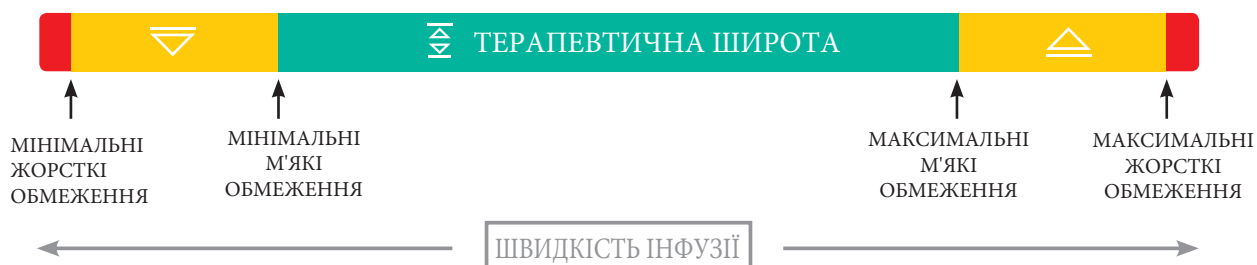 ТЕРАПЕВТИЧНА ШИРОТА
МІНІМАЛЬНІ
ЖОРСТКІ
ОБМЕЖЕННЯ
МІНІМАЛЬНІ
М'ЯКІ
ОБМЕЖЕННЯ
МАКСИМАЛЬНІ
М'ЯКІ
ОБМЕЖЕННЯ
МАКСИМАЛЬНІ
ЖОРСТКІ
ОБМЕЖЕННЯ
ШВИДКІСТЬ ІНФУЗІЇ